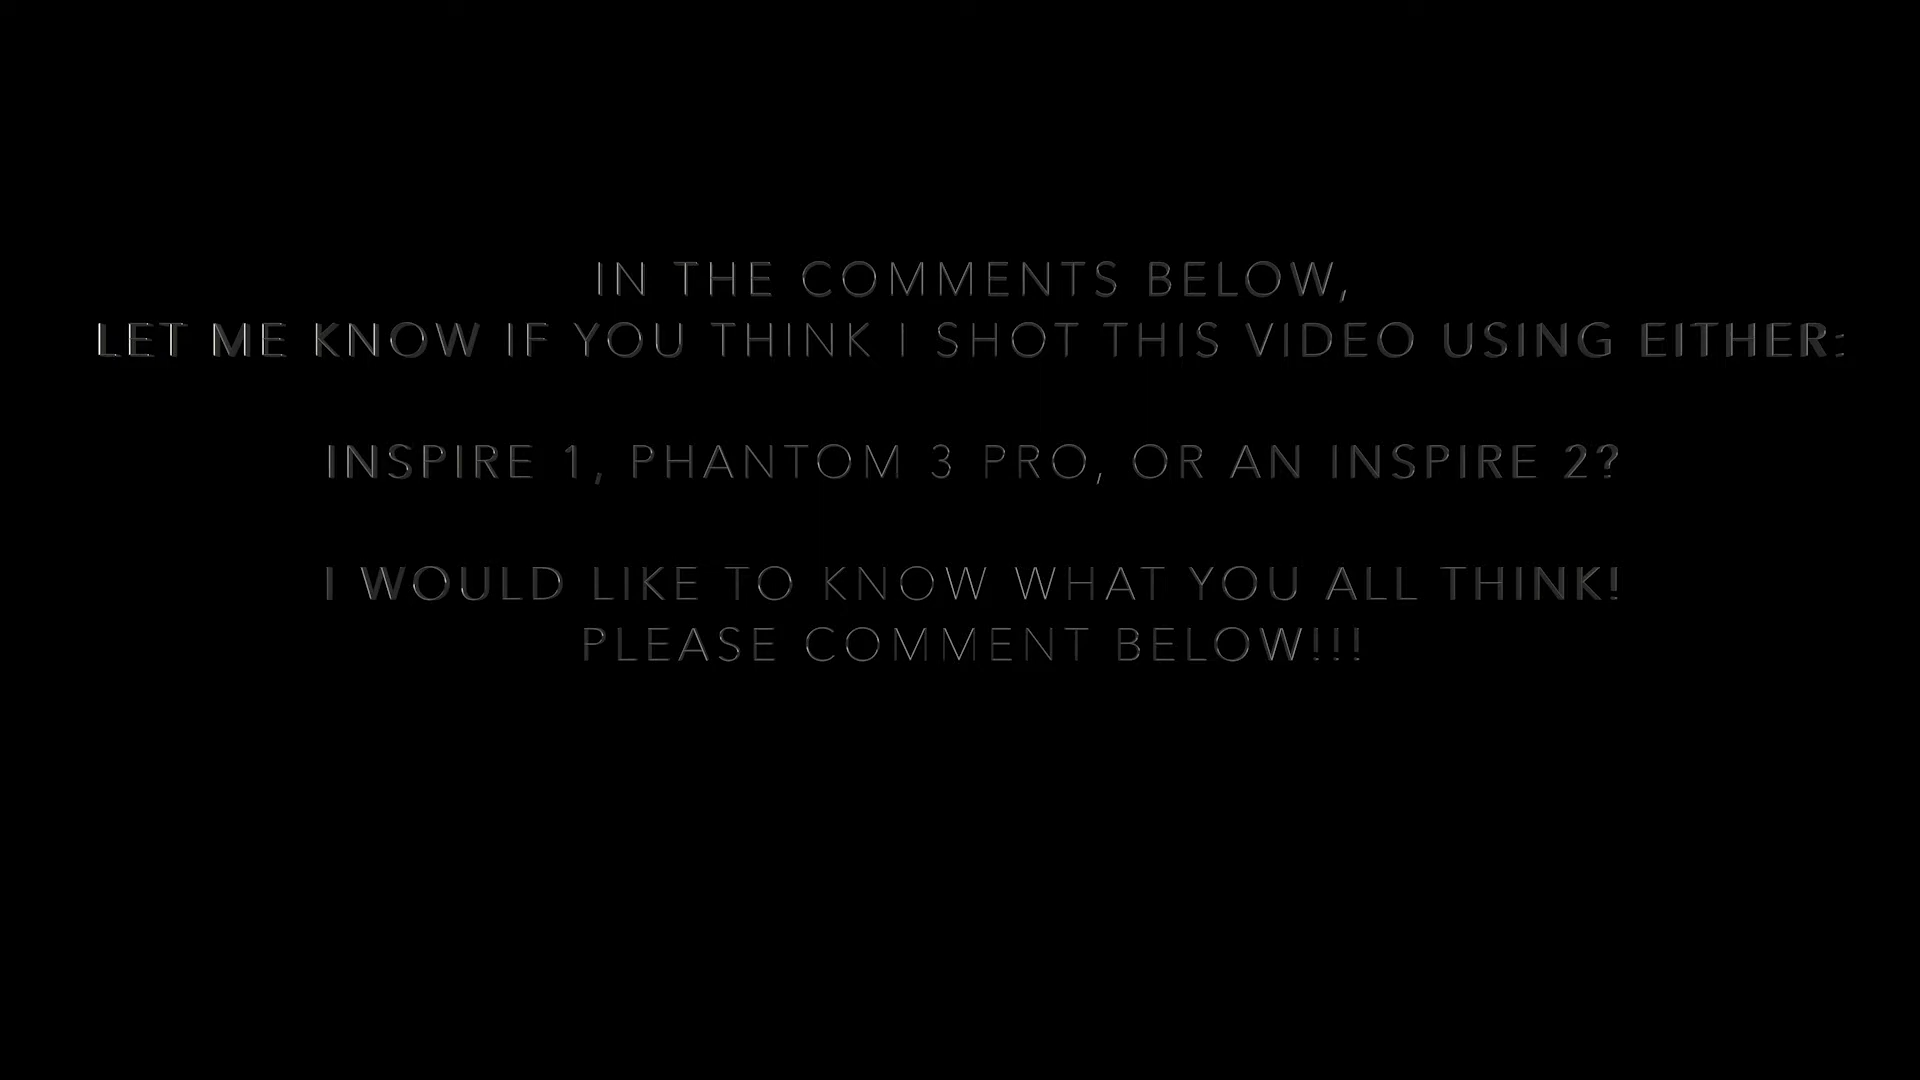 IN THE COMMENTS BELOW,
LET ME KNOW IF YOU THINK I SHOT THIS VIDEO USING EITHER:
INSPIRE 1, PHANTOM 3 PRO, OR AN INSPIRE 2?
I WOULD LIKE TO KNOW WHAT YOU ALL THINK!
PLEASE COMMENT BELOW!!!